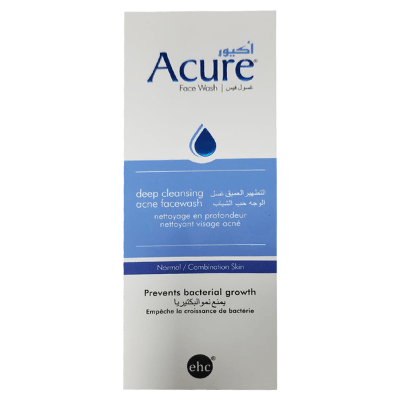 أكيور
Acure®
Face Wash | غسول فيس
deep cleansing التطهير العميق غسل
acne facewash الوجه حب الشباب
nettoyage en profondeur
nettoyant visage acné
Normal / Combination Skin
Prevents bacterial growth
يمنع نمو البكتيريا
Empêche la croissance de bactérie
ehc